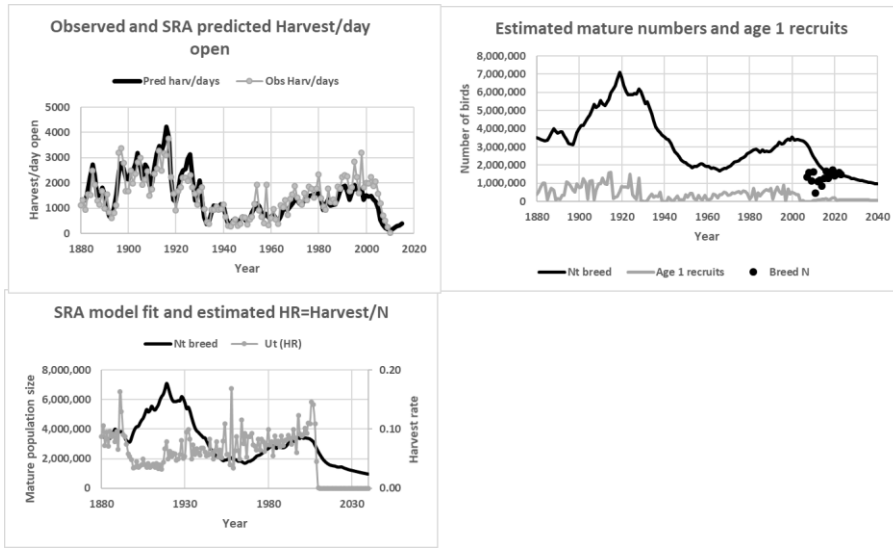 Observed and SRA predicted Harvest/day
open
Pred harv/days
Obs Harv/days
5000
4000
3000
2000
1000
0
Harvest/day open
1880
1900
1920
1940
1960
1980
2000
2020
Year
Estimated mature numbers and age 1 recruits
8,000,000
7,000,000
6,000,000
5,000,000
4,000,000
3,000,000
2,000,000
1,000,000
0
Number of birds
1880
1900
1920
1940
1960
1980
2000
2020
2040
Year
Nt breed
Age 1 recruits
Breed N
SRA model fit and estimated HR=Harvest/N
Nt breed
Ut (HR)
8,000,000
6,000,000
4,000,000
2,000,000
0
Mature population size
0.20
0.10
0.00
Harvest rate
1880
1930
1980
2030
Year